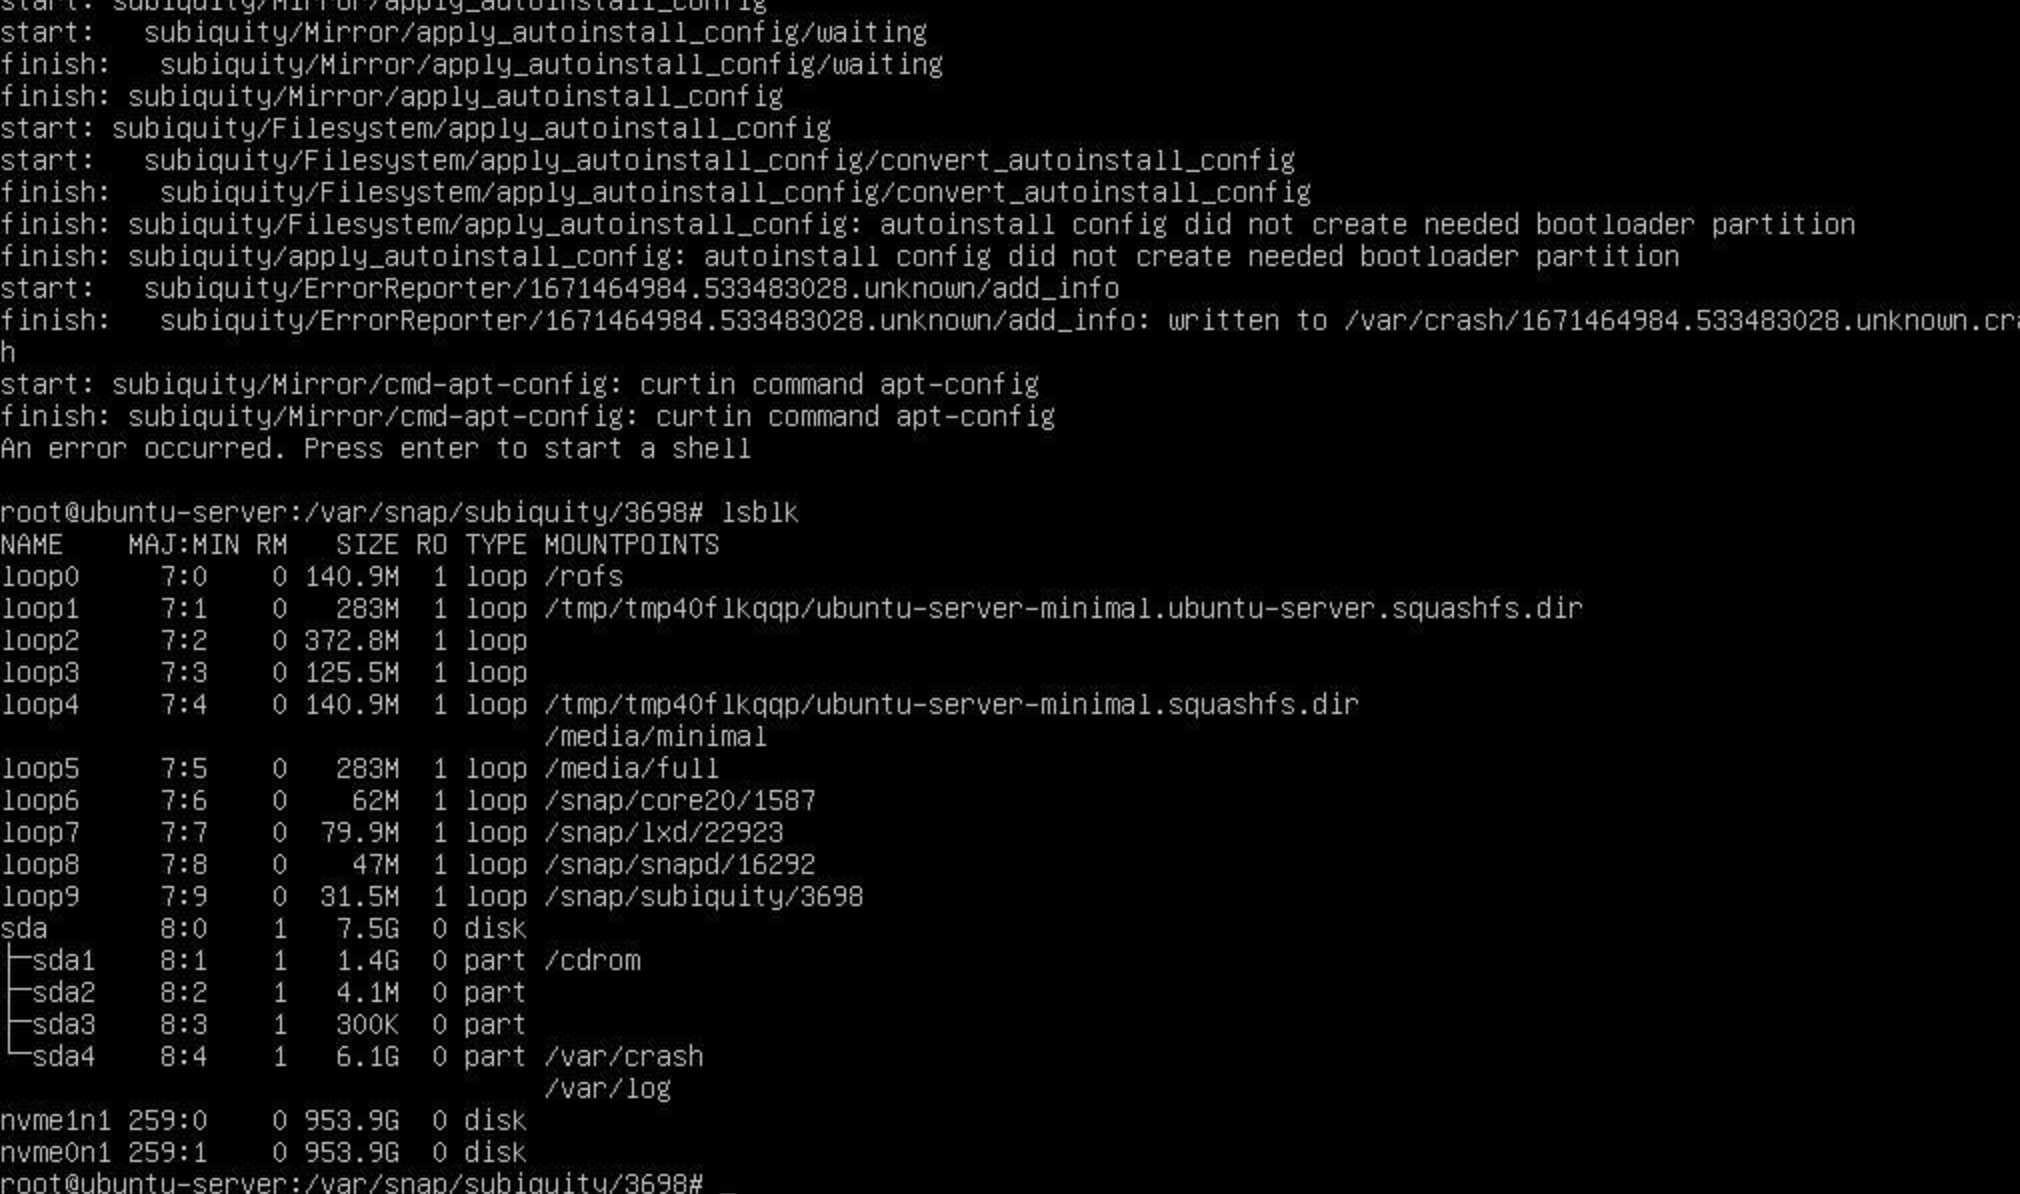 start: subiquity/Mirror/apply_autoinstall_config
start:   subiquity/Mirror/apply_autoinstall_config/waiting
finish:   subiquity/Mirror/apply_autoinstall_config/waiting
finish: subiquity/Mirror/apply_autoinstall_config
start: subiquity/Filesystem/apply_autoinstall_config
start:   subiquity/Filesystem/apply_autoinstall_config/convert_autoinstall_config
finish:   subiquity/Filesystem/apply_autoinstall_config/convert_autoinstall_config
finish: subiquity/Filesystem/apply_autoinstall_config: autoinstall config did not create needed bootloader partition
finish: subiquity/apply_autoinstall_config: autoinstall config did not create needed bootloader partition
start:   subiquity/ErrorReporter/1671464984.533483028.unknown/add_info
finish:   subiquity/ErrorReporter/1671464984.533483028.unknown/add_info: written to /var/crash/1671464984.533483028.unknown.cra
h
start: subiquity/Mirror/cmd-apt-config: curtin command apt-config
finish: subiquity/Mirror/cmd-apt-config: curtin command apt-config
An error occurred. Press enter to start a shell
root@ubuntu-server:/var/snap/subiquity/3698# lsblk
NAME    MAJ:MIN RM   SIZE RO TYPE MOUNTPOINTS
loop0     7:0    0 140.9M  1 loop /rofs
loop1     7:1    0   283M  1 loop /tmp/tmp40flkqqp/ubuntu-server-minimal.ubuntu-server.squashfs.dir
loop2     7:2    0 372.8M  1 loop
loop3     7:3    0 125.5M  1 loop
loop4     7:4    0 140.9M  1 loop /tmp/tmp40flkqqp/ubuntu-server-minimal.squashfs.dir
/media/minimal
loop5     7:5    0   283M  1 loop /media/full
loop6     7:6    0    62M  1 loop /snap/core20/1587
loop7     7:7    0  79.9M  1 loop /snap/lxd/22923
loop8     7:8    0    47M  1 loop /snap/snapd/16292
loop9     7:9    0  31.5M  1 loop /snap/subiquity/3698
sda       8:0    1   7.5G  0 disk
├─sda1    8:1    1   1.4G  0 part /cdrom
├─sda2    8:2    1   4.1M  0 part
├─sda3    8:3    1   300K  0 part
└─sda4    8:4    1   6.1G  0 part /var/crash
/var/log
nvme1n1 259:0    0 953.9G  0 disk
nvme0n1 259:1    0 953.9G  0 disk
root@ubuntu-server:/var/snap/subiquity/3698# _